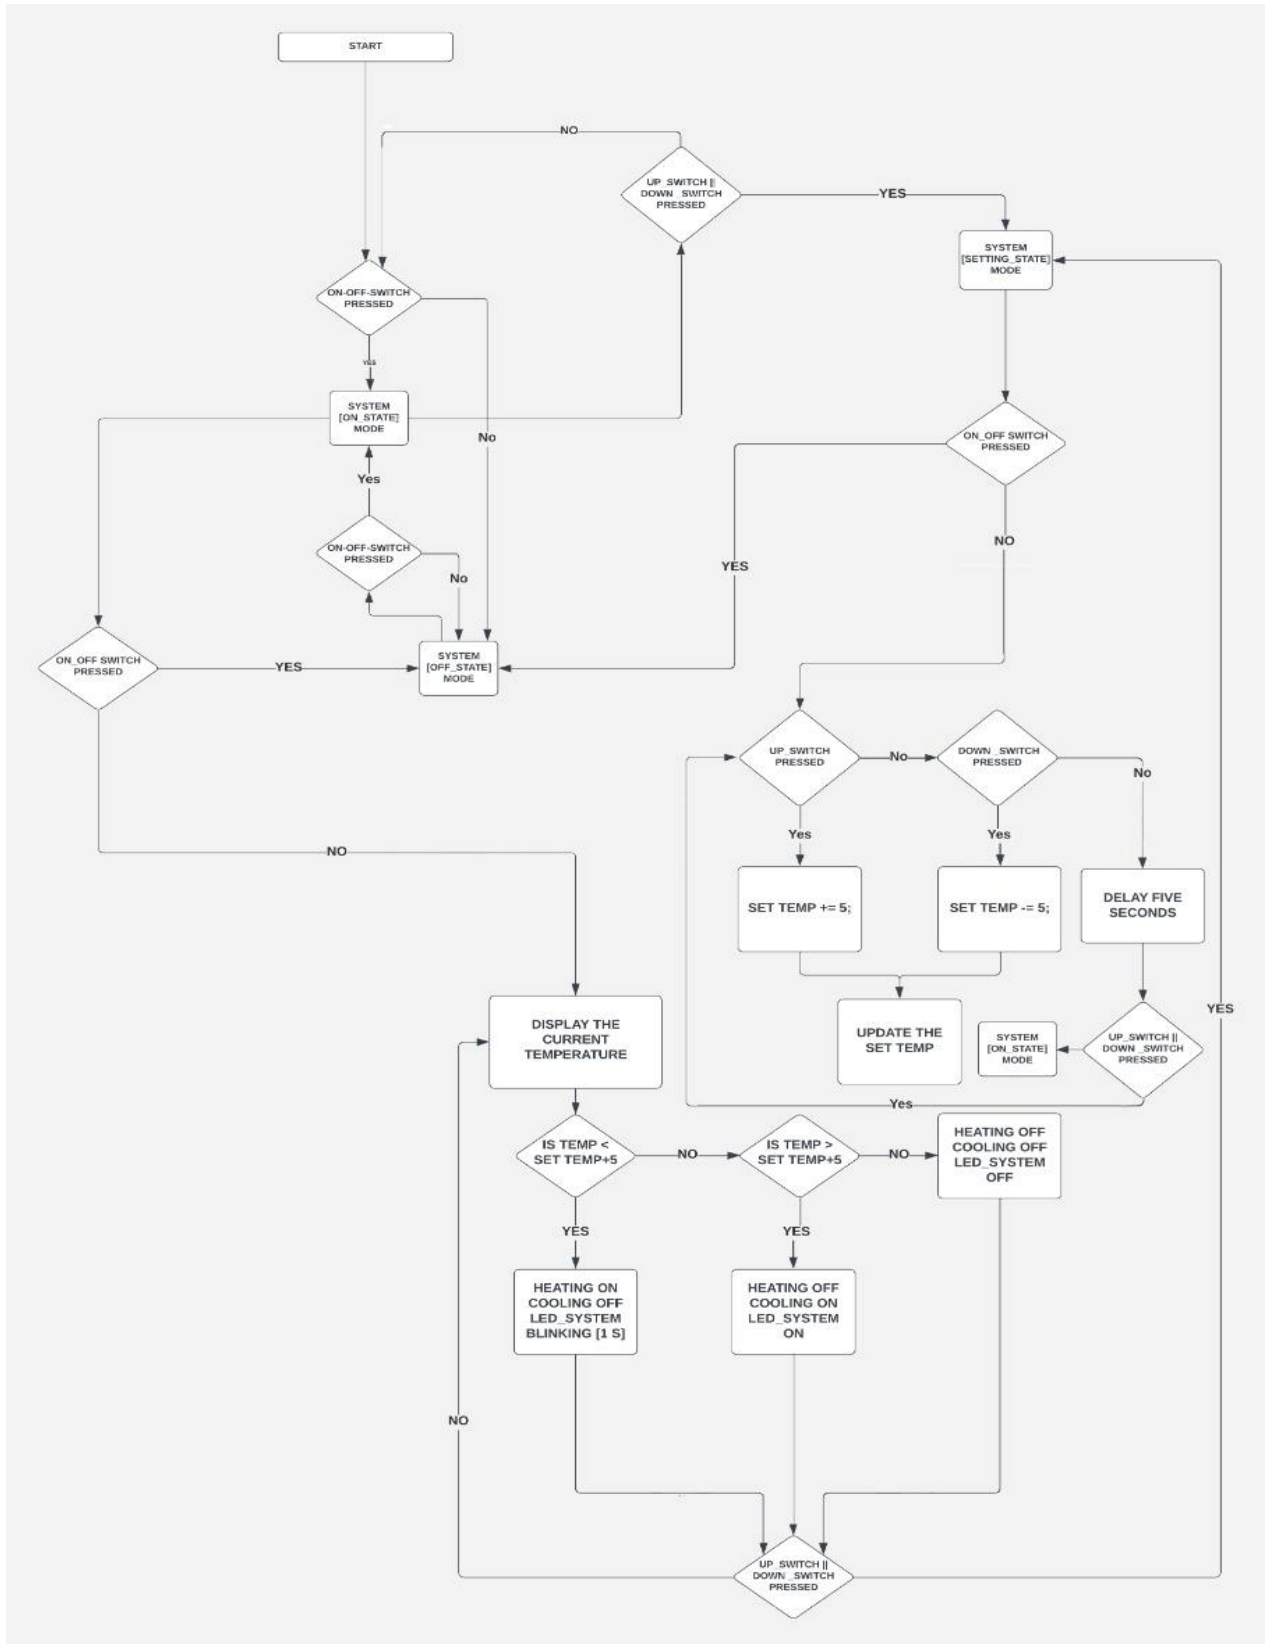 START
NO
UP_SWITCH ||
DOWN _SWITCH
PRESSED
YES
SYSTEM
[SETTING_STATE]
MODE
ON-OFF-SWITCH
PRESSED
YES
SYSTEM
[ON_STATE]
MODE
No
ON_OFF SWITCH
PRESSED
Yes
ON-OFF-SWITCH
PRESSED
No
NO
YES
ON_OFF SWITCH
PRESSED
YES
SYSTEM
[OFF_STATE]
MODE
UP_SWITCH
PRESSED
No
DOWN _SWITCH
PRESSED
No
Yes
Yes
NO
SET TEMP += 5;
SET TEMP -= 5;
DELAY FIVE
SECONDS
YES
DISPLAY THE
CURRENT
TEMPERATURE
UPDATE THE
SET TEMP
SYSTEM
[ON_STATE]
MODE
UP_SWITCH ||
DOWN _SWITCH
PRESSED
Yes
IS TEMP <
SET TEMP+5
NO
IS TEMP >
SET TEMP+5
NO
HEATING OFF
COOLING OFF
LED_SYSTEM
OFF
YES
YES
HEATING ON
COOLING OFF
LED_SYSTEM
BLINKING [1 S]
HEATING OFF
COOLING ON
LED_SYSTEM
ON
NO
UP_SWITCH ||
DOWN _SWITCH
PRESSED